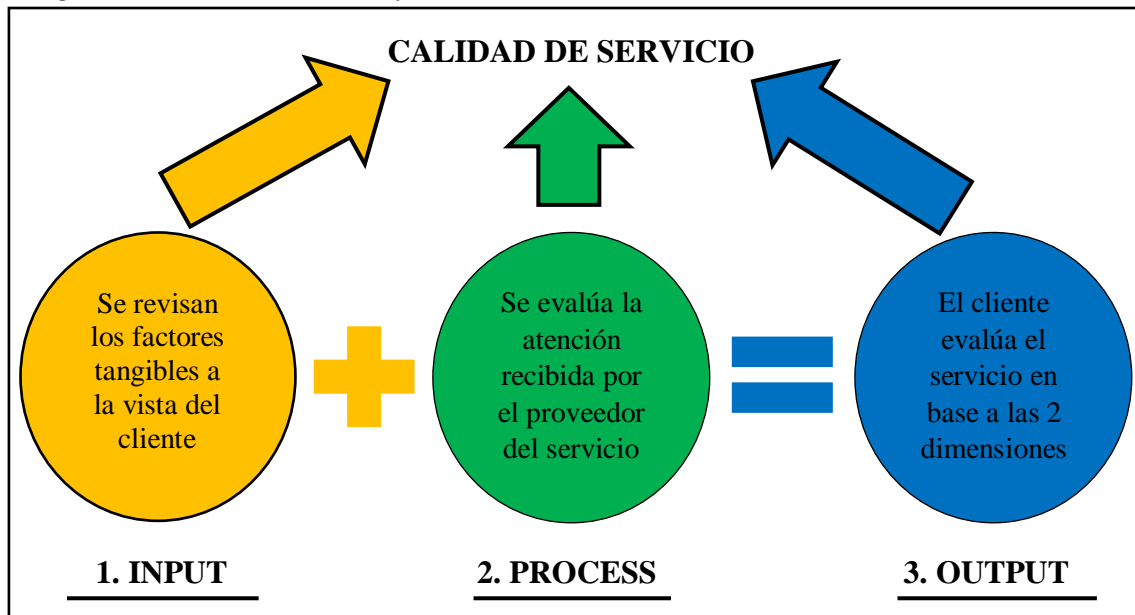 CALIDAD DE SERVICIO
Se revisan
los factores
tangibles a
la vista del
cliente
Se evalúa la
atención
recibida por
el proveedor
del servicio
El cliente
evalúa el
servicio en
base a las 2
dimensiones
1. INPUT
2. PROCESS
3. OUTPUT